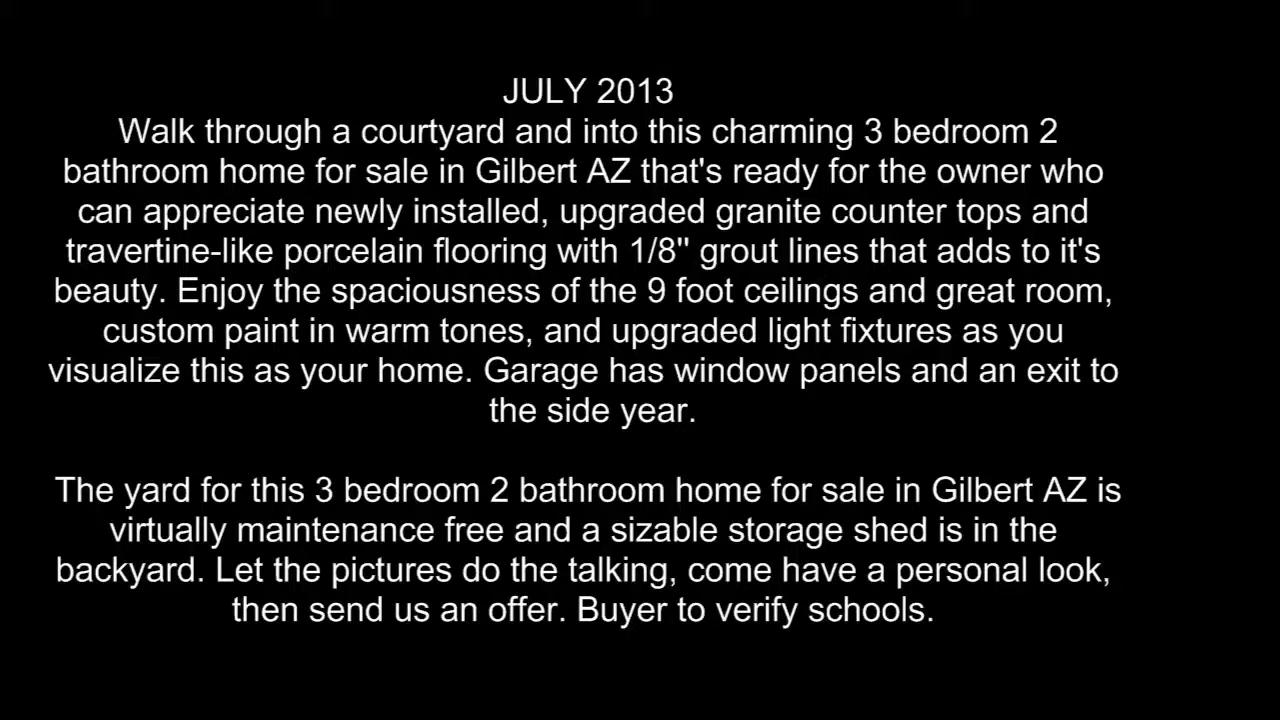 JULY 2013
Walk through a courtyard and into this charming 3 bedroom 2
bathroom home for sale in Gilbert AZ that's ready for the owner who
can appreciate newly installed, upgraded granite counter tops and
travertine-like porcelain flooring with 1/8" grout lines that adds to it's
beauty. Enjoy the spaciousness of the 9 foot ceilings and great room,
custom paint in warm tones, and upgraded light fixtures as you
visualize this as your home. Garage has window panels and an exit to
the side year.
The yard for this 3 bedroom 2 bathroom home for sale in Gilbert AZ is
virtually maintenance free and a sizable storage shed is in the
backyard. Let the pictures do the talking, come have a personal look,
then send us an offer. Buyer to verify schools.